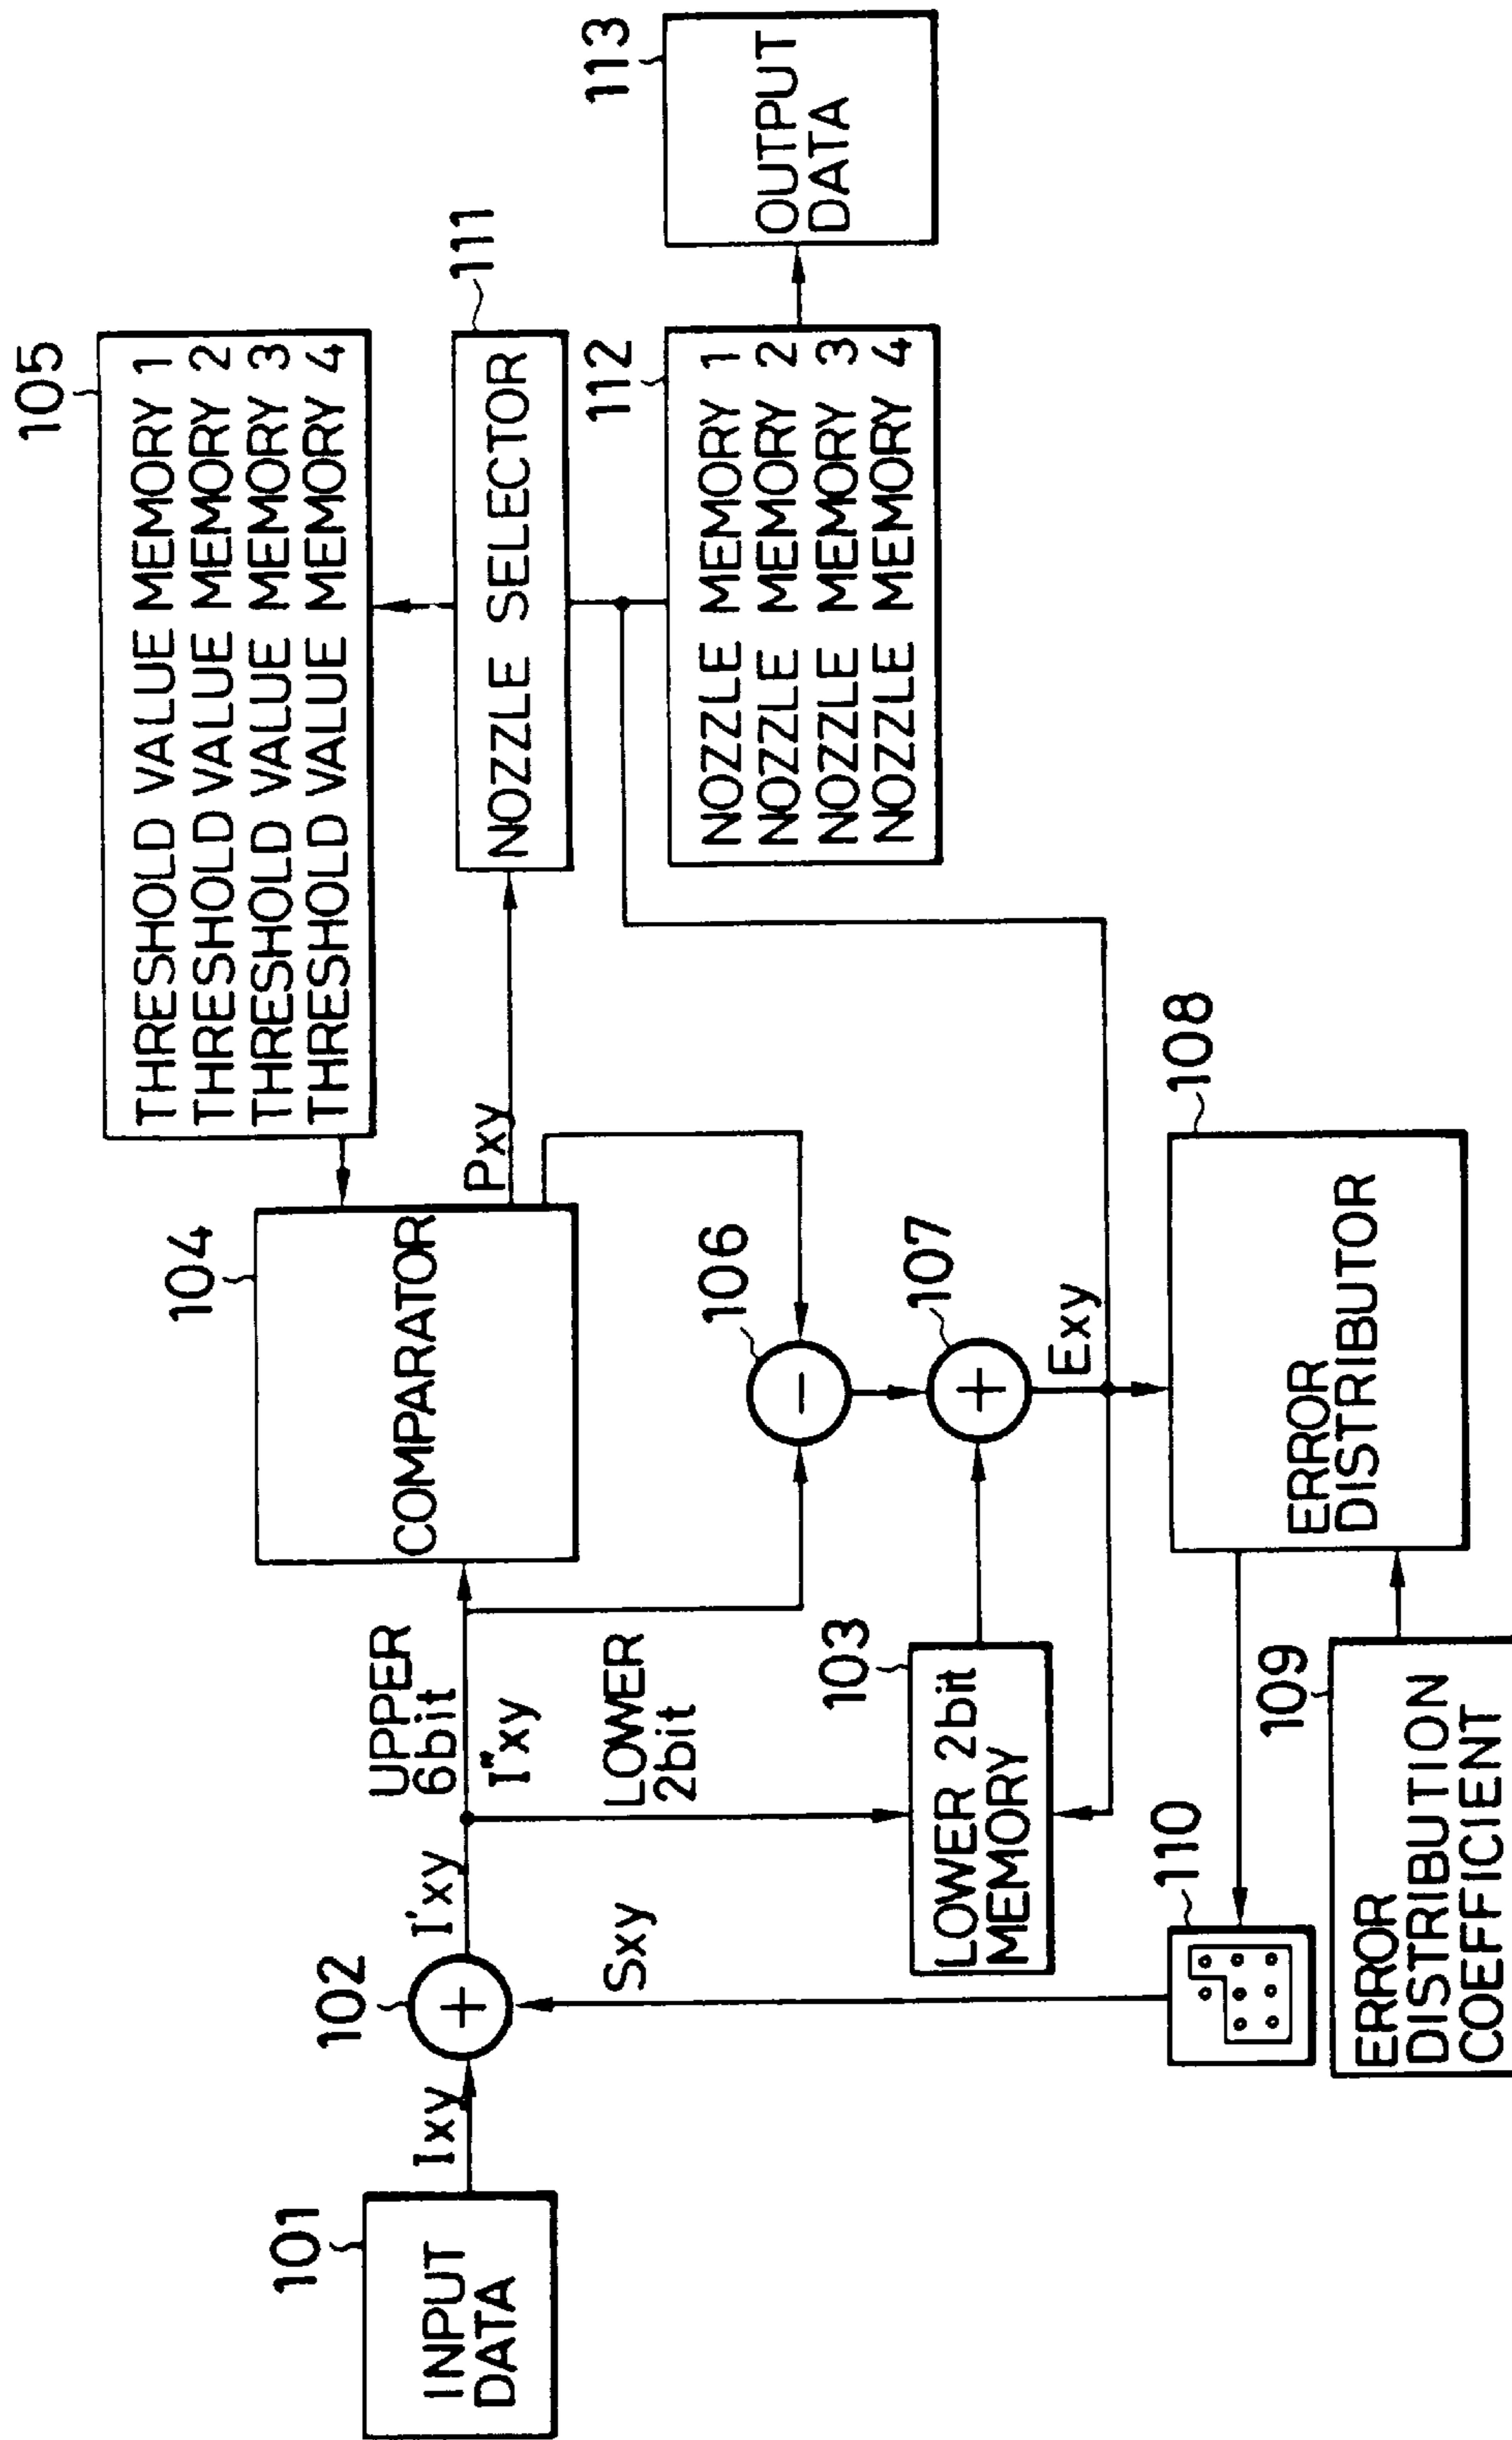 101
INPUT
DATA
Ixy
102
+
I'xy
Sxy
UPPER
6bit
I"xy
LOWER
2bit
103
LOWER 2bit
MEMORY
104
COMPARATOR
Pxy
105
THRESHOLD VALUE MEMORY 1
THRESHOLD VALUE MEMORY 2
THRESHOLD VALUE MEMORY 3
THRESHOLD VALUE MEMORY 4
106
−
107
+
Exy
108
ERROR
DISTRIBUTOR
109
ERROR
DISTRIBUTION
COEFFICIENT
110
111
NOZZLE SELECTOR
112
NOZZLE MEMORY 1
NOZZLE MEMORY 2
NOZZLE MEMORY 3
NOZZLE MEMORY 4
113
OUTPUT
DATA